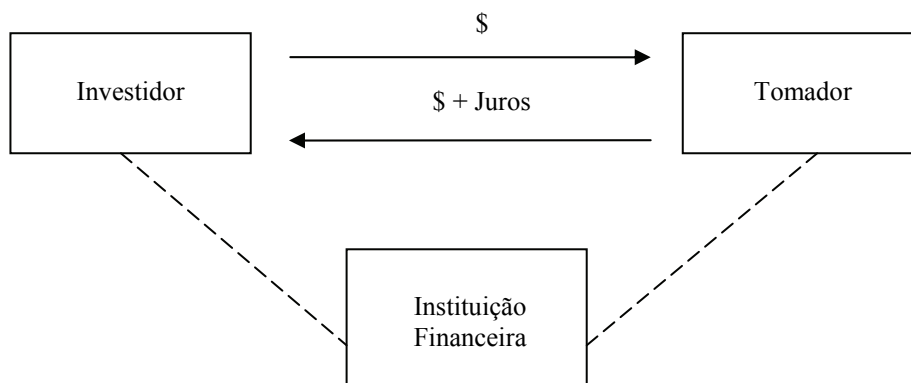 $
Investidor
$ + Juros
Tomador
Instituição
Financeira